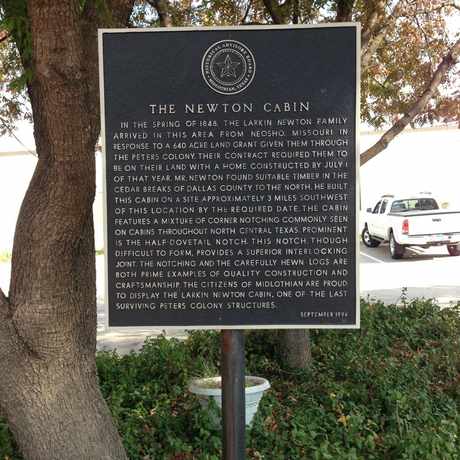 HISTORICAL ADVISORY BOARD
MIDLOTHIAN, TEXAS
THE NEWTON CABIN
IN THE SPRING OF 1848, THE LARKIN NEWTON FAMILY
ARRIVED IN THIS AREA FROM NEOSHO, MISSOURI IN
RESPONSE TO A 640 ACRE LAND GRANT GIVEN THEM THROUGH
THE PETERS COLONY. THEIR CONTRACT REQUIRED THEM TO
BE ON THEIR LAND WITH A HOME CONSTRUCTED BY JULY 1
OF THAT YEAR. MR. NEWTON FOUND SUITABLE TIMBER IN THE
CEDAR BREAKS OF DALLAS COUNTY TO THE NORTH. HE BUILT
THIS CABIN ON A SITE APPROXIMATELY 3 MILES SOUTHWEST
OF THIS LOCATION BY THE REQUIRED DATE. THE CABIN
FEATURES A MIXTURE OF CORNER NOTCHING COMMONLY SEEN
ON CABINS THROUGHOUT NORTH CENTRAL TEXAS. PROMINENT
IS THE HALF DOVETAIL NOTCH. THIS NOTCH, THOUGH
DIFFICULT TO FORM, PROVIDES A SUPERIOR INTERLOCKING
JOINT. THE NOTCHING AND THE CAREFULLY HEWN LOGS ARE
BOTH PRIME EXAMPLES OF QUALITY CONSTRUCTION AND
CRAFTSMANSHIP. THE CITIZENS OF MIDLOTHIAN ARE PROUD
TO DISPLAY THE LARKIN NEWTON CABIN, ONE OF THE LAST
SURVIVING PETERS COLONY STRUCTURES.
SEPTEMBER 1996